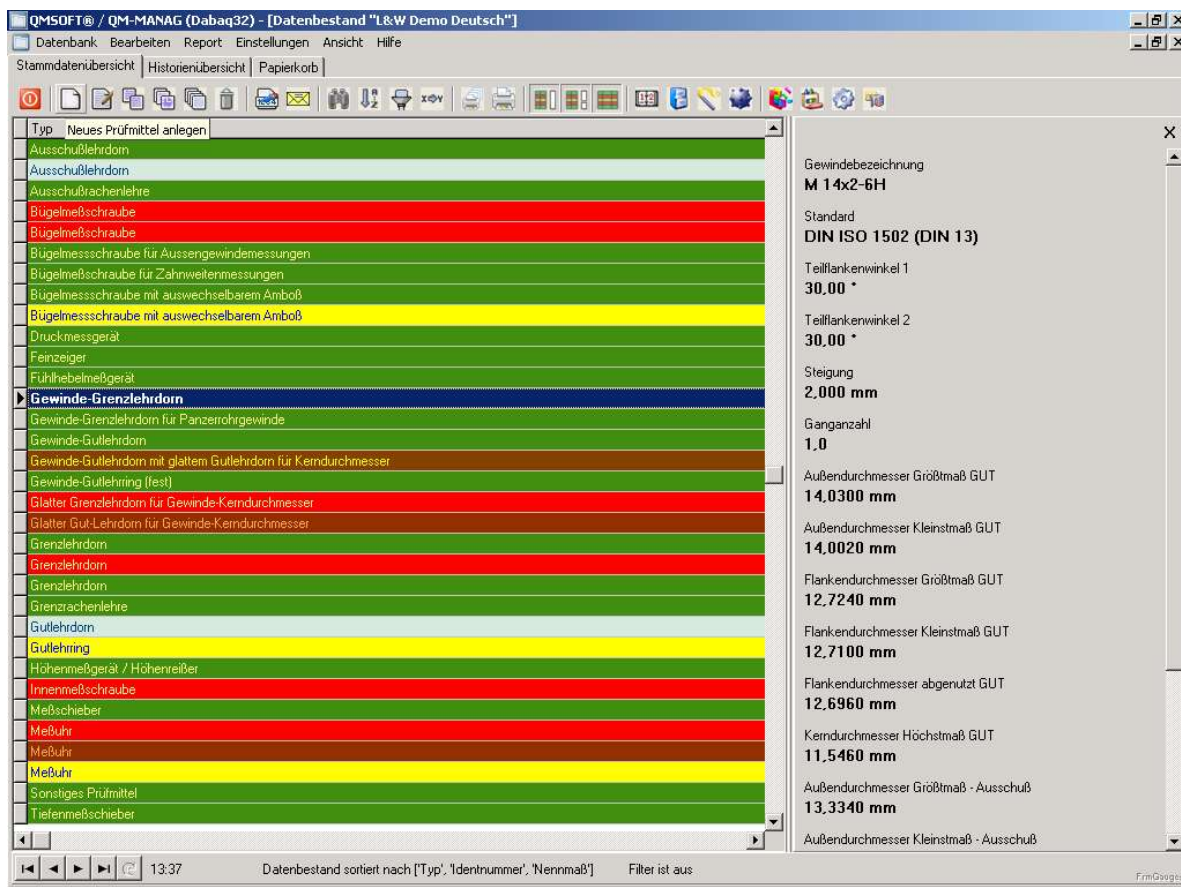 QMSOFT® / QM-MANAG (Dabaq32) - [Datenbestand "L&W Demo Deutsch"]
Datenbank Bearbeiten Report Einstellungen Ansicht Hilfe
Stammdatenübersicht Historienübersicht Papierkorb
Typ Neues Prüfmittel anlegen
Ausschußlehrdorn
Ausschußlehrdorn
Ausschußrachenlehre
Bügelmeßschraube
Bügelmeßschraube
Bügelmessschraube für Aussengewindemessungen
Bügelmeßschraube für Zahnweitenmessungen
Bügelmessschraube mit auswechselbarem Amboß
Bügelmessschraube mit auswechselbarem Amboß
Druckmessgerät
Feinzeiger
Fühlhebelmeßgerät
Gewinde-Grenzlehrdorn
Gewinde-Grenzlehrdorn für Panzerrohrgewinde
Gewinde-Gutlehrdorn
Gewinde-Gutlehrdorn mit glattem Gutlehrdorn für Kerndurchmesser
Gewinde-Gutlehrring (fest)
Glatter Grenzlehrdorn für Gewinde-Kerndurchmesser
Glatter Gut-Lehrdorn für Gewinde-Kerndurchmesser
Grenzlehrdorn
Grenzlehrdorn
Grenzlehrdorn
Grenzrachenlehre
Gutlehrdorn
Gutlehrring
Höhenmeßgerät / Höhenreißer
Innenmeßschraube
Meßschieber
Meßuhr
Meßuhr
Meßuhr
Sonstiges Prüfmittel
Tiefenmeßschieber
Gewindebezeichnung
M 14x2-6H
Standard
DIN ISO 1502 (DIN 13)
Teilflankenwinkel 1
30,00 °
Teilflankenwinkel 2
30,00 °
Steigung
2,000 mm
Ganganzahl
1,0
Außendurchmesser Größtmaß GUT
14,0300 mm
Außendurchmesser Kleinstmaß GUT
14,0020 mm
Flankendurchmesser Größtmaß GUT
12,7240 mm
Flankendurchmesser Kleinstmaß GUT
12,7100 mm
Flankendurchmesser abgenutzt GUT
12,6960 mm
Kerndurchmesser Höchstmaß GUT
11,5460 mm
Außendurchmesser Größtmaß - Ausschuß
13,3340 mm
Außendurchmesser Kleinstmaß - Ausschuß
13:37 Datenbestand sortiert nach ['Typ', 'Identnummer', 'Nennmaß'] Filter ist aus